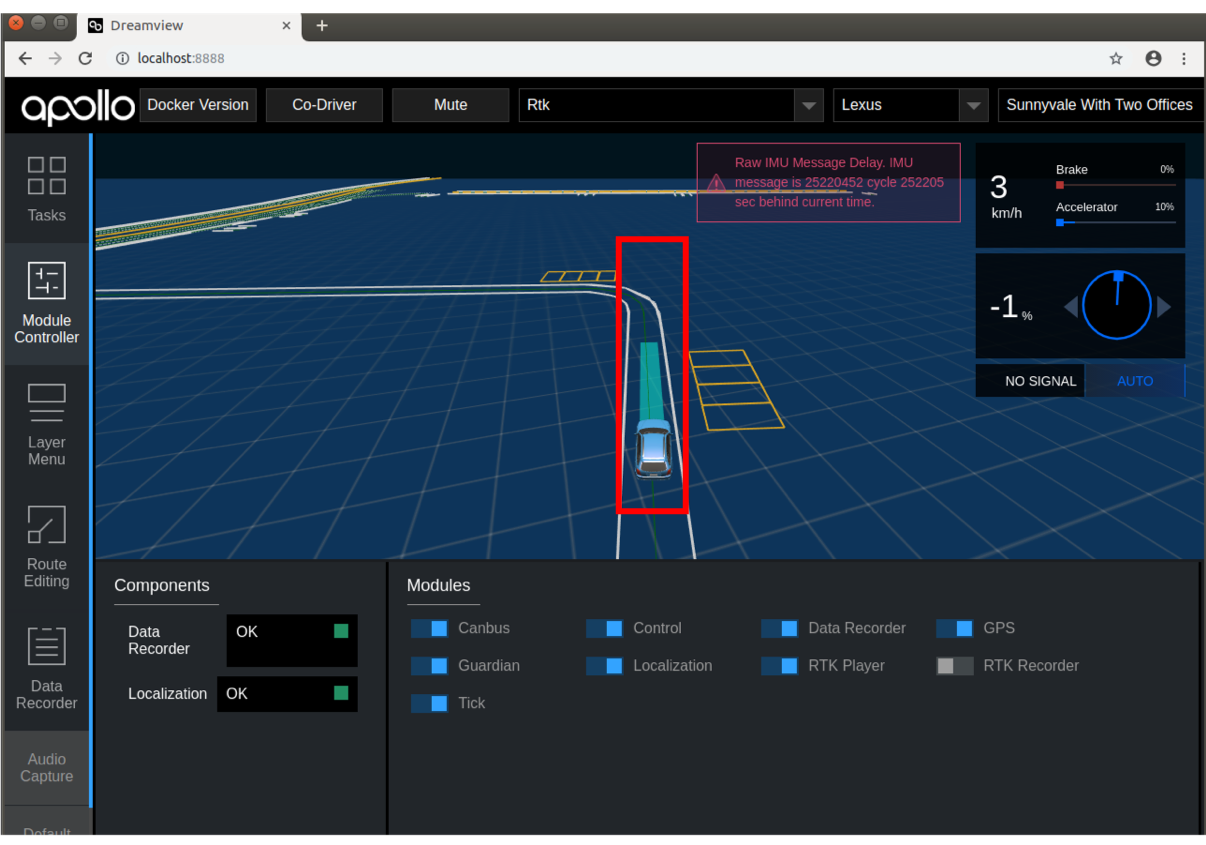 Dreamview
localhost:8888
apollo
Docker Version
Co-Driver
Mute
Rtk
Lexus
Sunnyvale With Two Offices
Tasks
Module
Controller
Layer
Menu
Route
Editing
Data
Recorder
Audio
Capture
Default
Raw IMU Message Delay. IMU
message is 25220452 cycle 252205
sec behind current time.
3
km/h
Brake 0%
Accelerator 10%
-1 %
NO SIGNAL AUTO
Components
Data
Recorder
OK
Localization OK
Modules
Canbus Control Data Recorder GPS
Guardian Localization RTK Player RTK Recorder
Tick